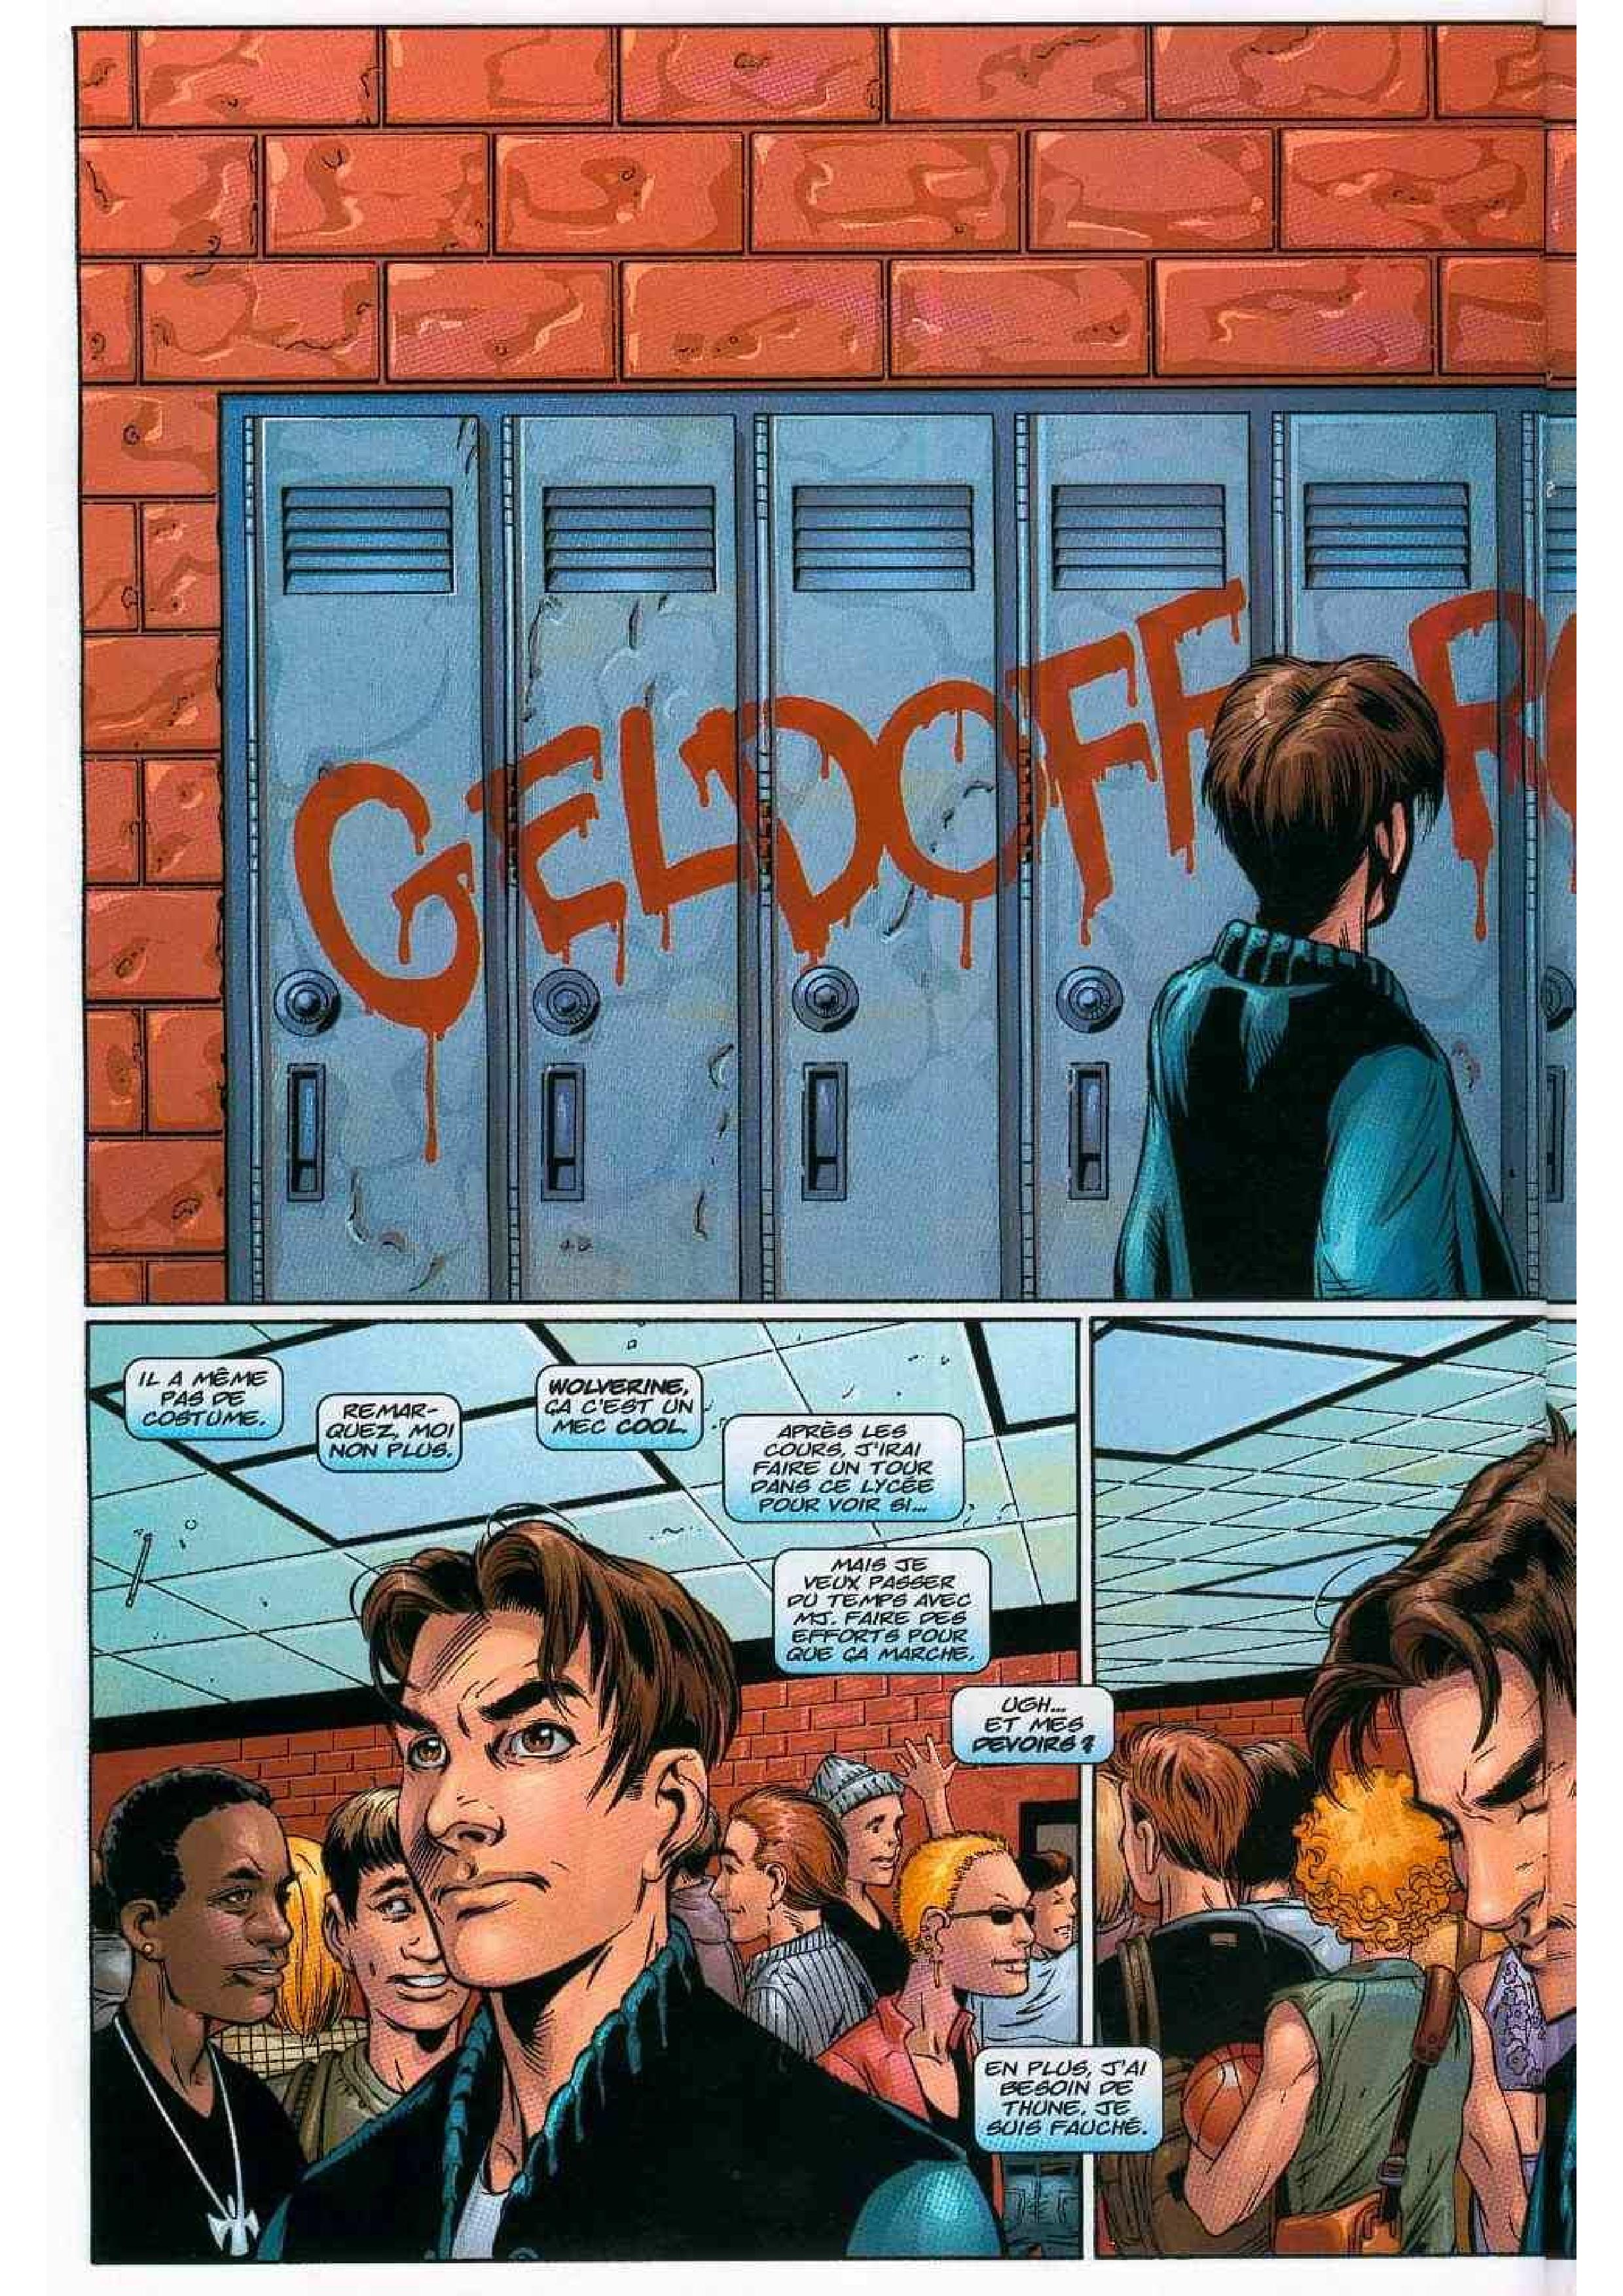 GELDOFF R
IL A MÊME
PAS DE
COSTUME.
REMAR-
QUEZ, MOI
NON PLUS.
WOLVERINE,
ÇA C'EST UN
MEC COOL.
APRÈS LES
COURS, J'IRAI
FAIRE UN TOUR
DANS CE LYCÉE
POUR VOIR SI...
MAIS JE
VEUX PASSER
DU TEMPS AVEC
MJ. FAIRE DES
EFFORTS POUR
QUE ÇA MARCHE.
UGH...
ET MES
DEVOIRS ?
EN PLUS, J'AI
BESOIN DE
THUNE. JE
SUIS FAUCHÉ.